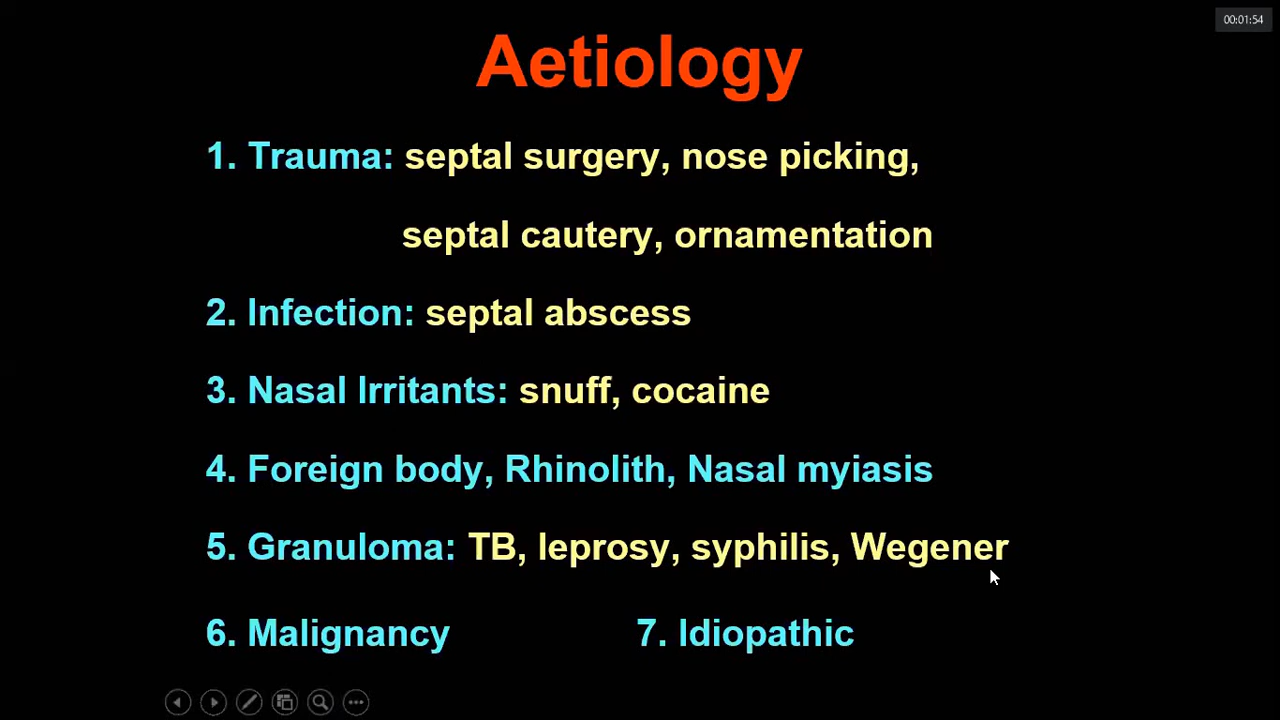 00:01:54
Aetiology
1. Trauma: septal surgery, nose picking,
septal cautery, ornamentation
2. Infection: septal abscess
3. Nasal Irritants: snuff, cocaine
4. Foreign body, Rhinolith, Nasal myiasis
5. Granuloma: TB, leprosy, syphilis, Wegener
6. Malignancy 7. Idiopathic